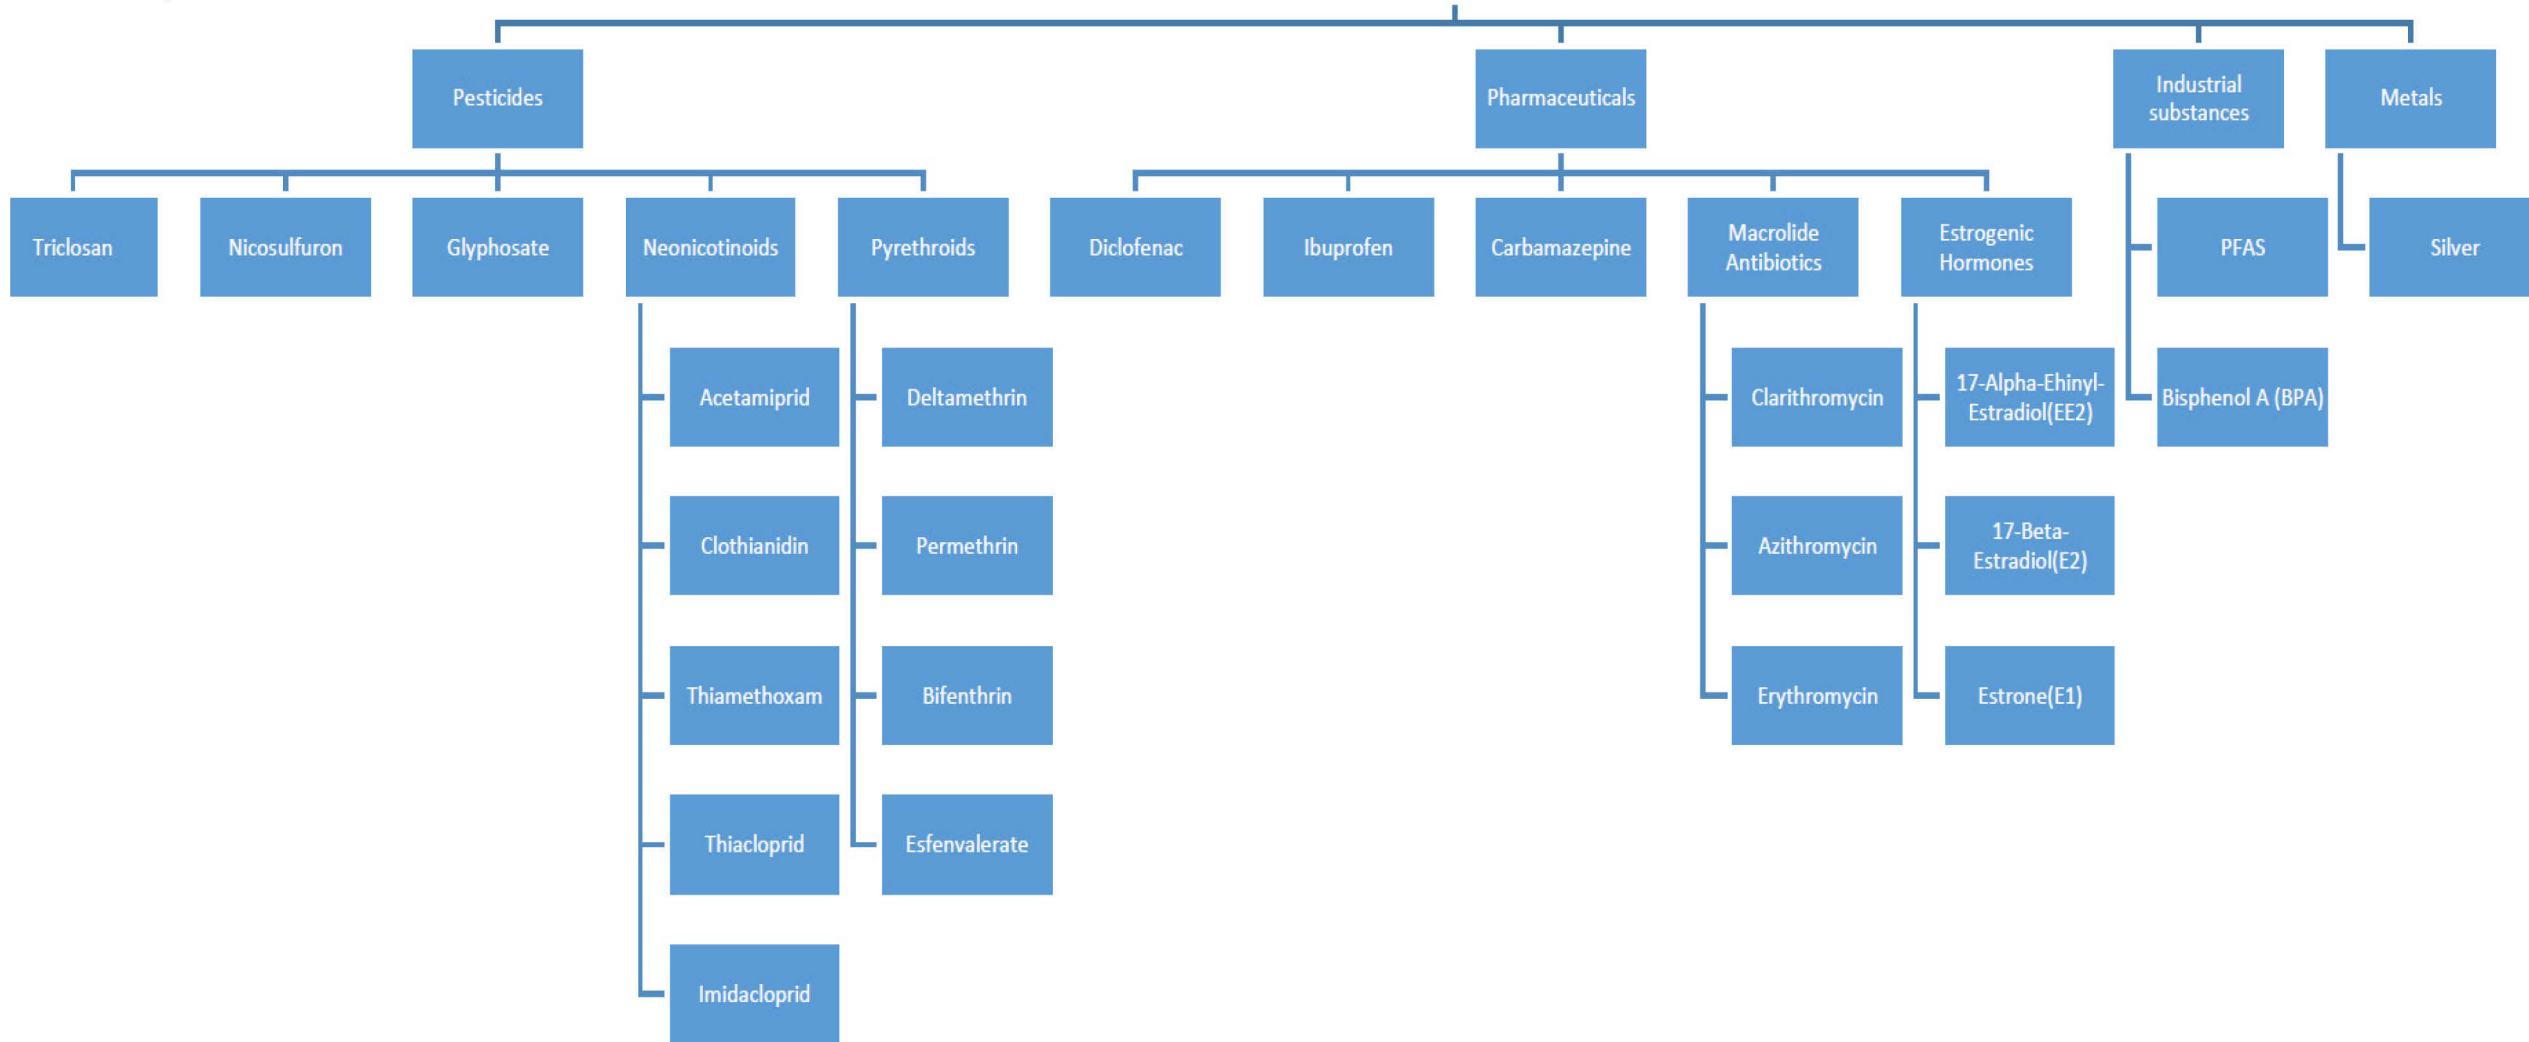 Pesticides
Pharmaceuticals
Industrial
substances
Metals
Triclosan
Nicosulfuron
Glyphosate
Neonicotinoids
Pyrethroids
Diclofenac
Ibuprofen
Carbamazepine
Macrolide
Antibiotics
Estrogenic
Hormones
PFAS
Silver
Acetamiprid
Deltamethrin
Clarithromycin
17-Alpha-Ehinyl-
Estradiol(EE2)
Bisphenol A (BPA)
Clothianidin
Permethrin
Azithromycin
17-Beta-
Estradiol(E2)
Thiamethoxam
Bifenthrin
Erythromycin
Estrone(E1)
Thiacloprid
Esfenvalerate
Imidacloprid